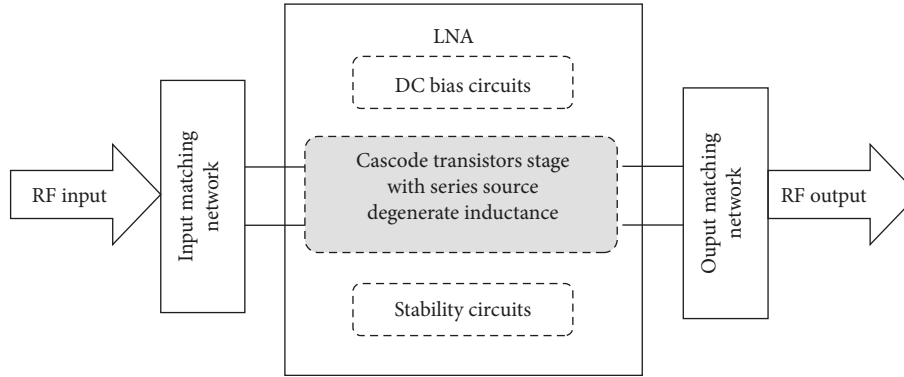 LNA
DC bias circuits
RF input
Input matching
network
Cascode transistors stage
with series source
degenerate inductance
Ouput matching
network
RF output
Stability circuits